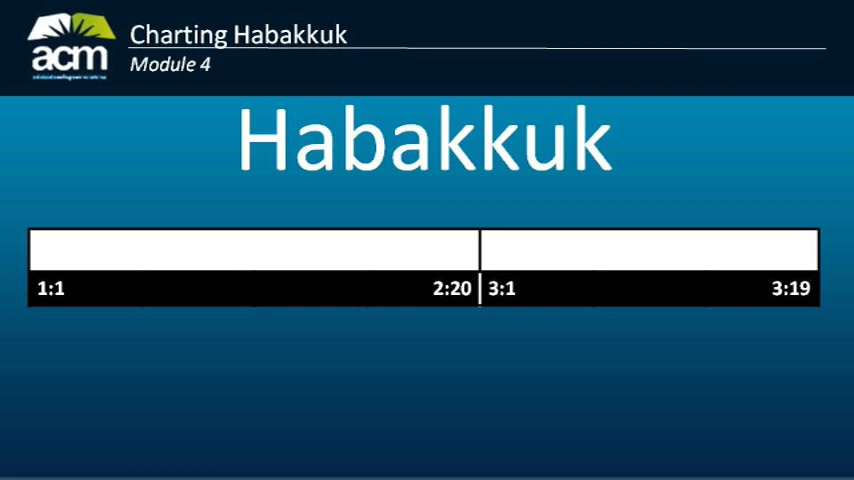 Charting Habakkuk
acm
Module 4
Habakkuk
1:1 2:20 3:1 3:19